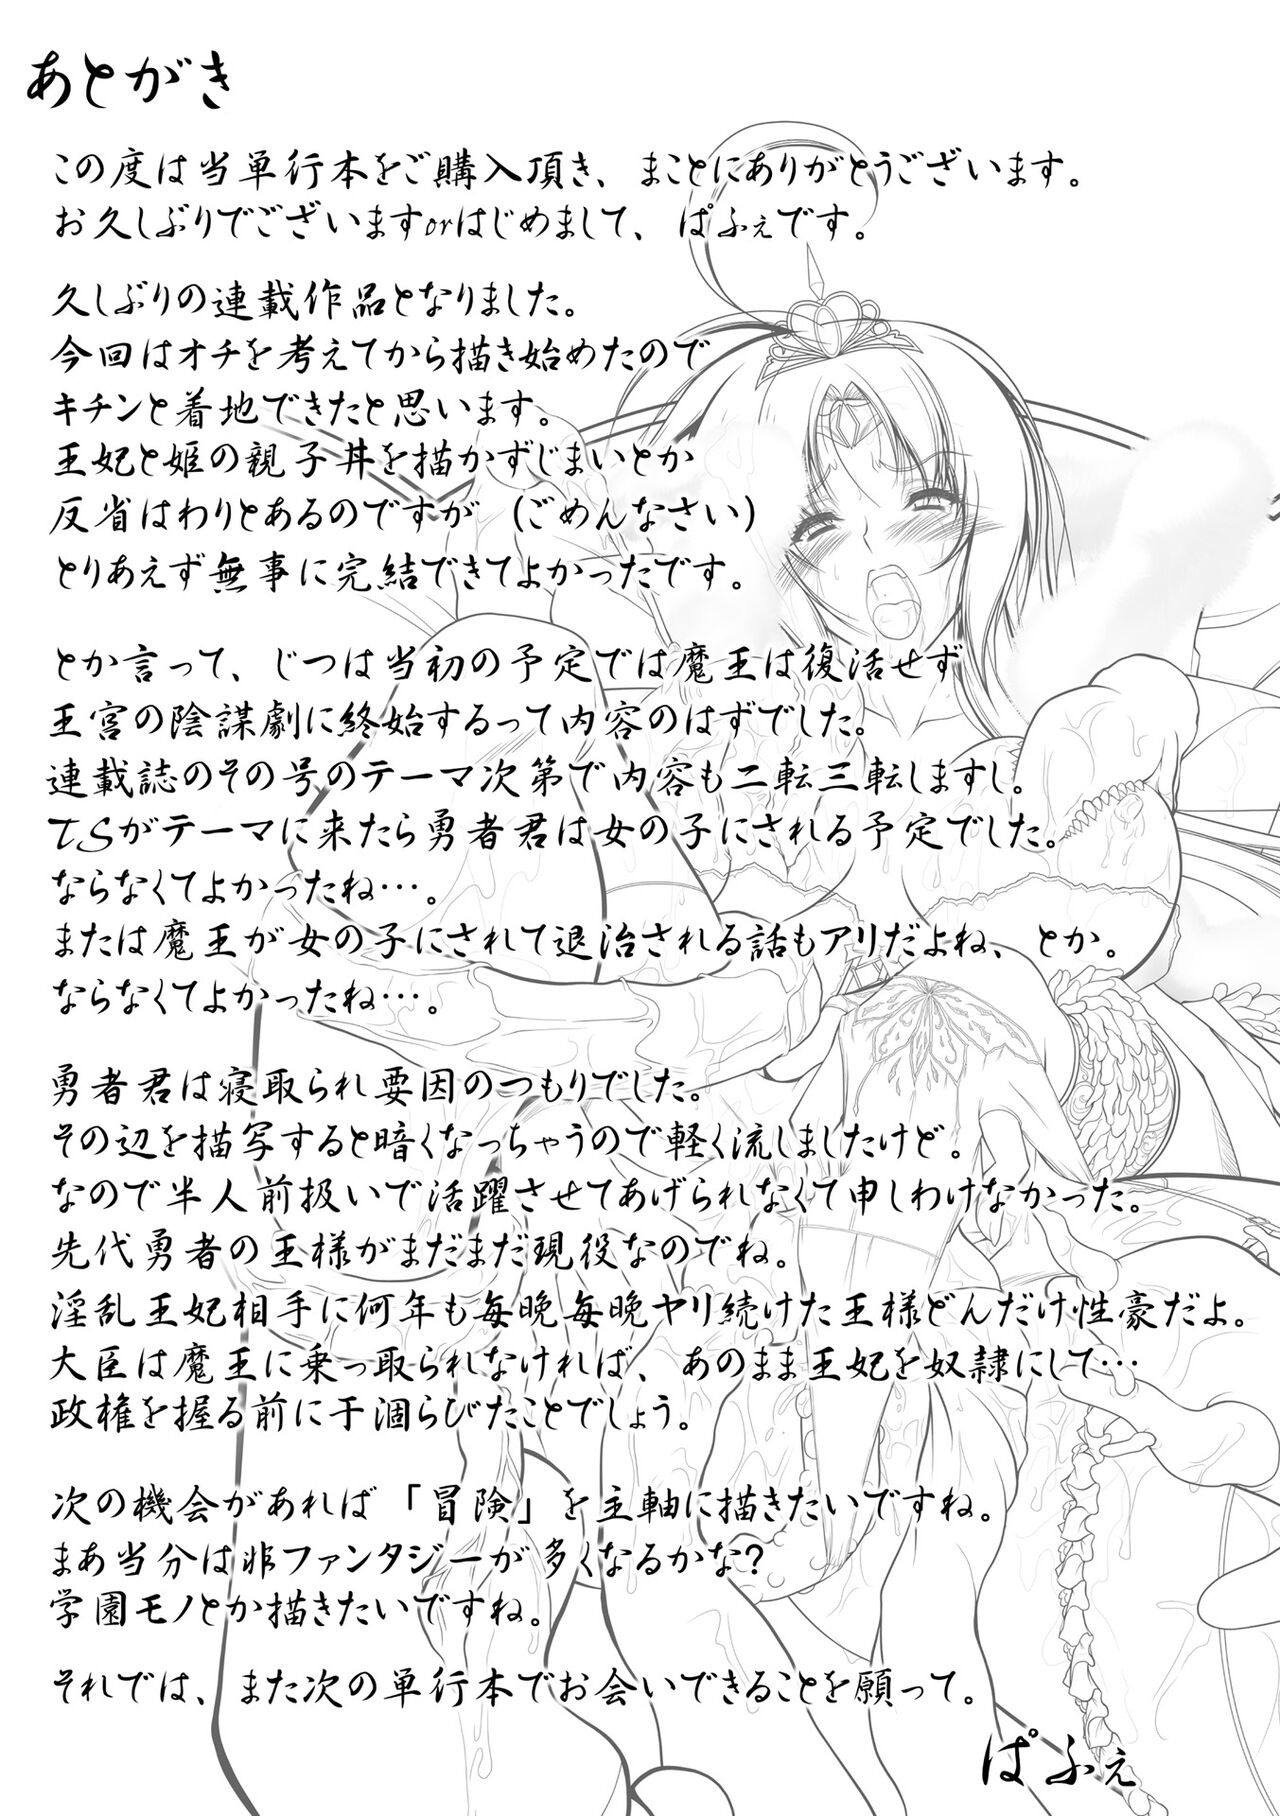 あとがき
この度は当単行本をご購入頂き、まことにありがとうございます。
お久しぶりでございますorはじめまして、ぱふぇです。
久しぶりの連載作品となりました。
今回はオチを考えてから描き始めたので
キチンと着地できたと思います。
王妃と姫の親子丼を描かずじまいとか
反省はわりとあるのですが（ごめんなさい）
とりあえず無事に完結できてよかったです。
とか言って、じつは当初の予定では魔王は復活せず
王宮の陰謀劇に終始するって内容のはずでした。
連載誌のその号のテーマ次第で内容も二転三転しますし。
TSがテーマに来たら勇者君は女の子にされる予定でした。
ならなくてよかったね…。
または魔王が女の子にされて退治される話もアリだよね、とか。
ならなくてよかったね…。
勇者君は寝取られ要因のつもりでした。
その辺を描写すると暗くなっちゃうので軽く流しましたけど。
なので半人前扱いで活躍させてあげられなくて申しわけなかった。
先代勇者の王様がまだまだ現役なのでね。
淫乱王妃相手に何年も毎晩毎晩ヤリ続けた王様どんだけ性豪だよ。
大臣は魔王に乗っ取られなければ、あのまま王妃を奴隷にして…
政権を握る前に干涸らびたことでしょう。
次の機会があれば「冒険」を主軸に描きたいですね。
まあ当分は非ファンタジーが多くなるかな？
学園モノとか描きたいですね。
それでは、また次の単行本でお会いできることを願って。
ぱふぇ